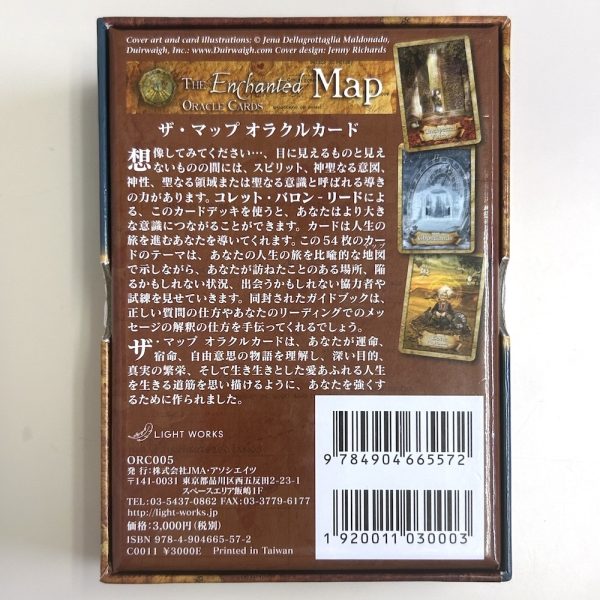 Cover art and card illustrations: © Jena Dellagrottaglia Maldonado,
Duirwaigh, Inc.: www.Duirwaigh.com Cover design: Jenny Richards
THE Enchanted Map
ORACLE CARDS
ザ・マップ オラクルカード
想像してみてください…、目に見えるものと見え
ないものの間には、スピリット、神聖なる意図、
神性、聖なる領域または聖なる意識と呼ばれる導き
の力があります。コレット・バロン-リードに
よる、このカードデッキを使うと、あなたはより大き
な意識につながることができます。カードは人生の
旅を進むあなたを導いてくれます。この54枚のカー
ドのテーマは、あなたの人生の旅を比喩的な地図
で示しながら、あなたが訪ねたことのある場所、陥
るかもしれない状況、出会うかもしれない協力者や
試練を見せていきます。同封されたガイドブックは、
正しい質問の仕方やあなたのリーディングでのメッ
セージの解釈の仕方を手伝ってくれるでしょう。
ザ・マップ オラクルカードは、あなたが運命、
宿命、自由意思の物語を理解し、深い目的、
真実の繁栄、そして生き生きとした愛あふれる人生
を生きる道筋を思い描けるように、あなたを強くす
るために作られました。
LIGHT WORKS
ORC005
発 行：株式会社JMA・アソシエイツ
〒141-0031 東京都品川区西五反田2-23-1
スペースエリア飯嶋1F
TEL:03-5437-0862 FAX:03-3779-6177
http://light-works.jp/
価格：3,000円（税別）
ISBN 978-4-904665-57-2
C0011 ¥3000E Printed in Taiwan
9 784904 665572
1 920011 030003